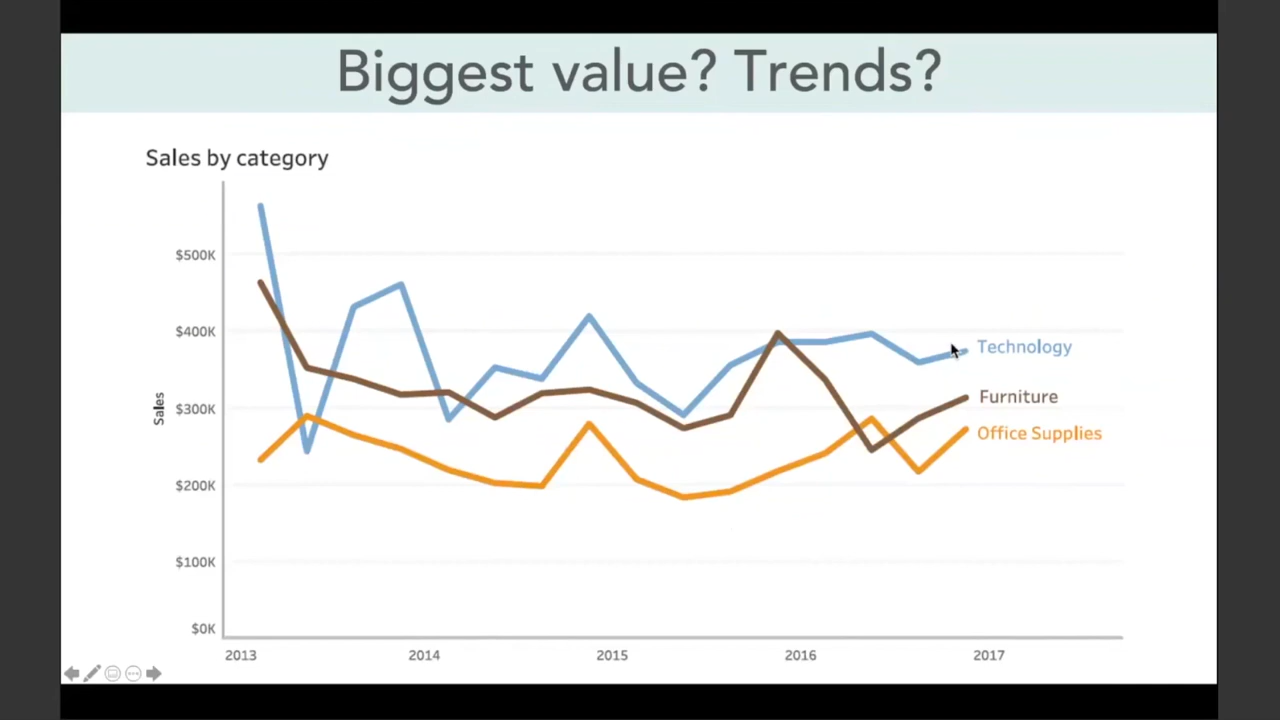 Biggest value? Trends?
Sales by category
$500K
$400K
$300K
$200K
$100K
$0K
Sales
Technology
Furniture
Office Supplies
2013 2014 2015 2016 2017